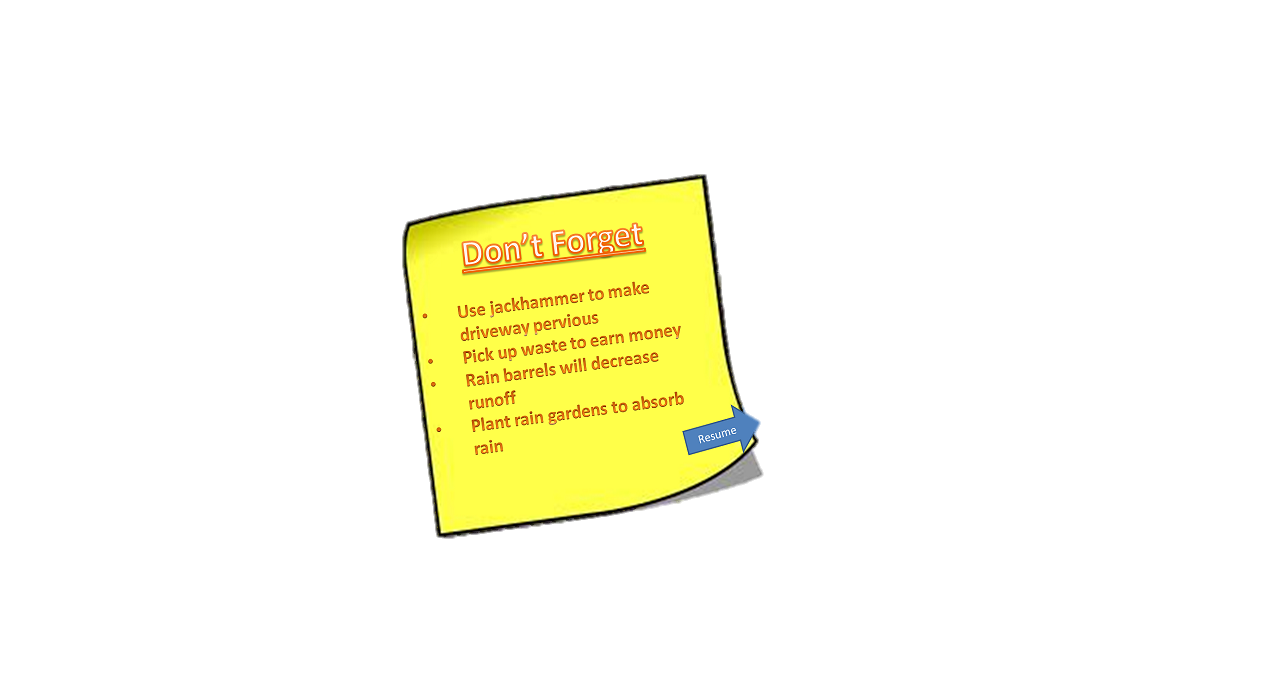 Don't Forget
• Use jackhammer to make
driveway pervious
• Pick up waste to earn money
• Rain barrels will decrease
runoff
• Plant rain gardens to absorb
rain
Resume